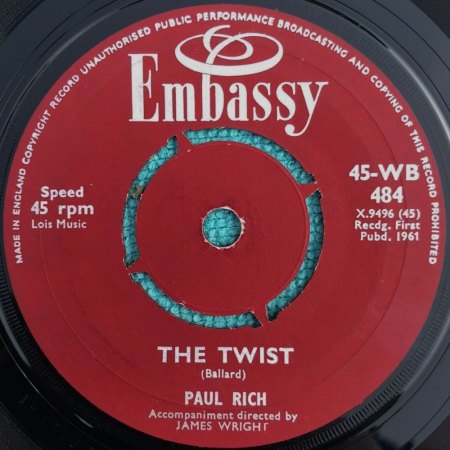 MADE IN ENGLAND COPYRIGHT RECORD UNAUTHORISED PUBLIC PERFORMANCE BROADCASTING AND COPYING OF THIS RECORD PROHIBITED
Embassy
Speed
45 rpm
Lois Music
45-WB
484
X.9496 (45)
Recdg. First
Pubd. 1961
THE TWIST
(Ballard)
PAUL RICH
Accompaniment directed by
JAMES WRIGHT